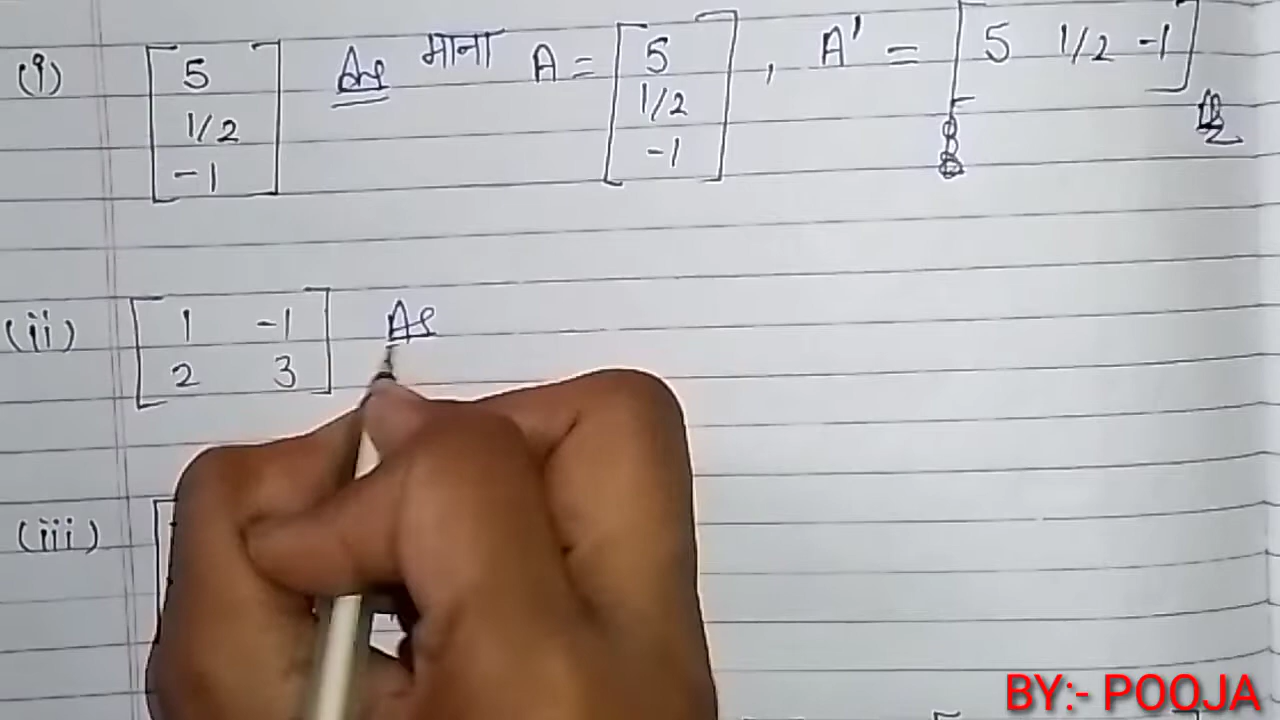 (i) [5 1/2 -1] Ans माना A = [5 1/2 -1], A' = [5 1/2 -1]
(ii) [1 -1 2 3] As
(iii)
BY:- POOJA